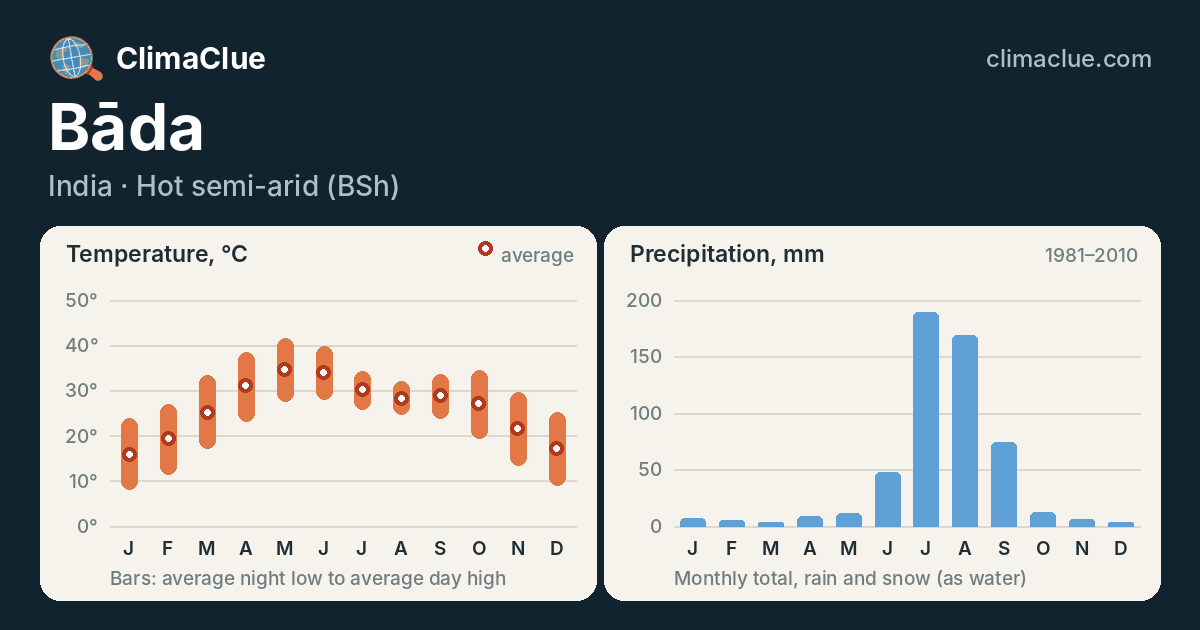 ClimaClue
climaclue.com
Bāda
India · Hot semi-arid (BSh)
Temperature, °C
average
50°
40°
30°
20°
10°
0°
J F M A M J J A S O N D
Bars: average night low to average day high
Precipitation, mm
1981–2010
200
150
100
50
0
J F M A M J J A S O N D
Monthly total, rain and snow (as water)